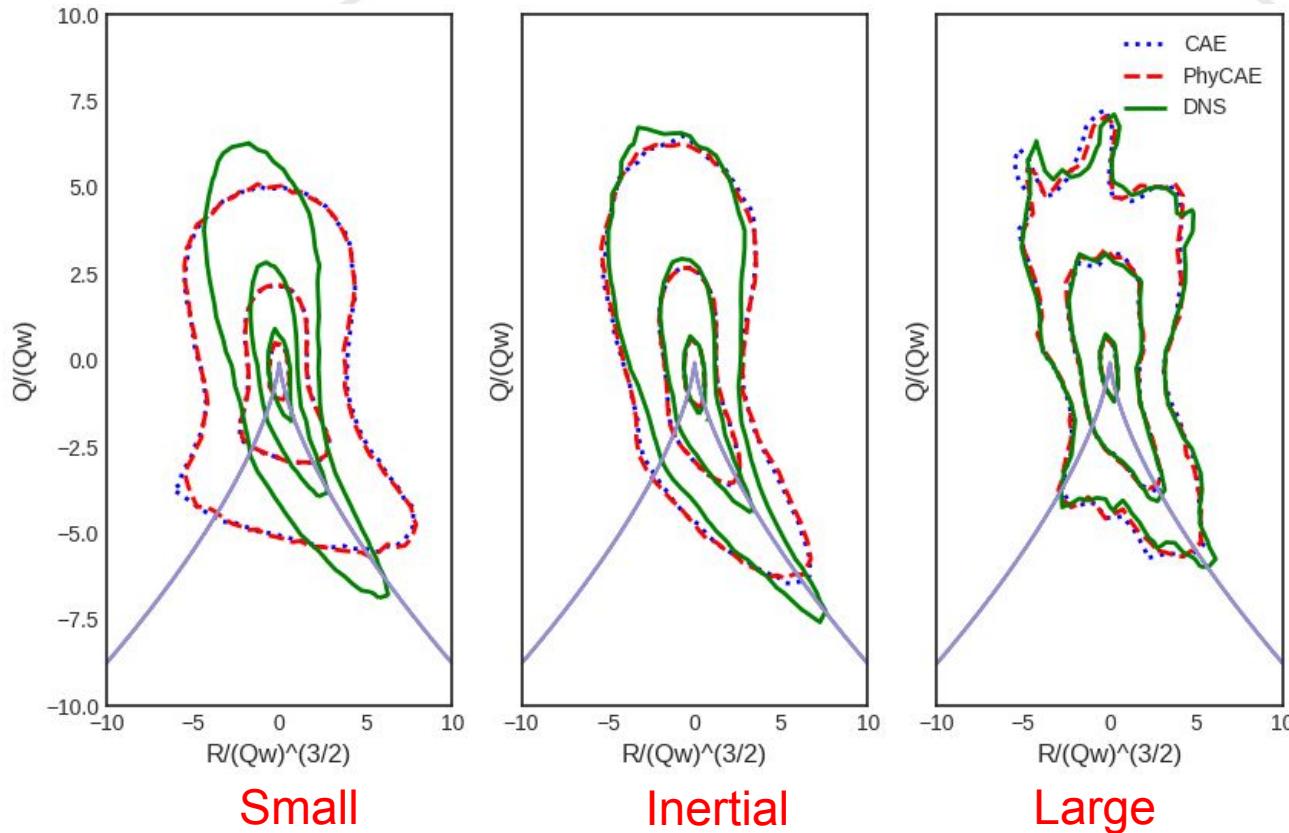 10.0
7.5
5.0
2.5
0.0
−2.5
−5.0
−7.5
−10.0
Q/(Qw)
−10 −5 0 5 10
R/(Qw)^(3/2)
Small
Q/(Qw)
−10 −5 0 5 10
R/(Qw)^(3/2)
Inertial
CAE
PhyCAE
DNS
Q/(Qw)
−10 −5 0 5 10
R/(Qw)^(3/2)
Large